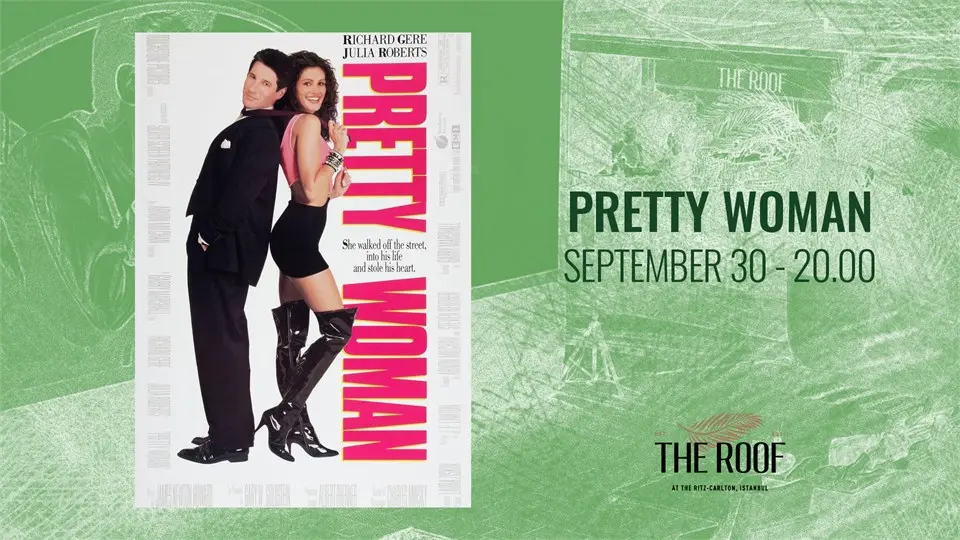 RICHARD GERE
JULIA ROBERTS
PRETTY WOMAN
She walked off the street,
into his life
and stole his heart.
THE ROOF
PRETTY WOMAN
SEPTEMBER 30 - 20.00
THE ROOF
AT THE RITZ-CARLTON, ISTANBUL